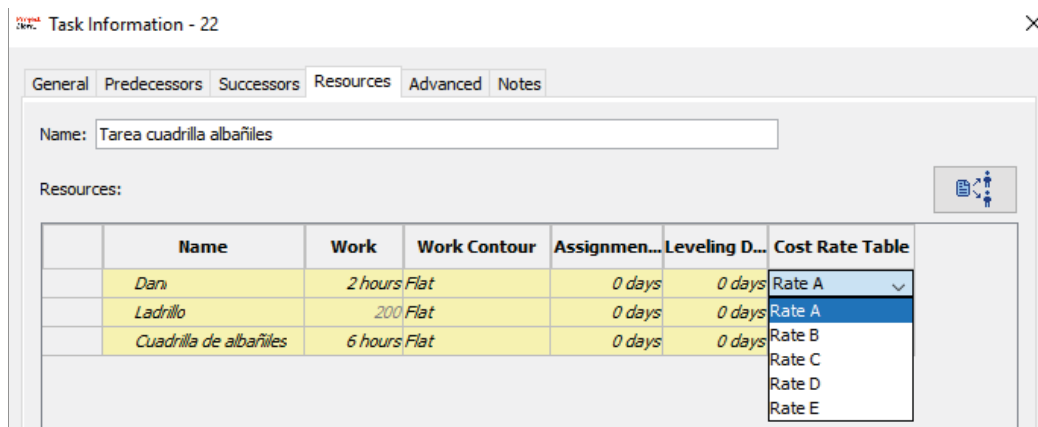 Task Information - 22
General Predecessors Successors Resources Advanced Notes
Name: Tarea cuadrilla albañiles
Resources:
Name Work Work Contour Assignmen... Leveling D... Cost Rate Table
Dani 2 hours Flat 0 days 0 days Rate A
Ladrillo 200 Flat 0 days 0 days Rate A
Cuadrilla de albañiles 6 hours Flat 0 days 0 days Rate B
Rate C
Rate D
Rate E